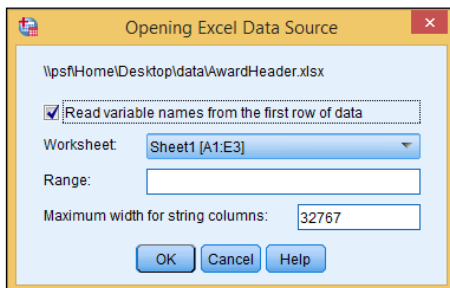 Opening Excel Data Source
\\psf\Home\Desktop\data\AwardHeader.xlsx
Read variable names from the first row of data
Worksheet: Sheet1 [A1:E3]
Range:
Maximum width for string columns: 32767
OK Cancel Help